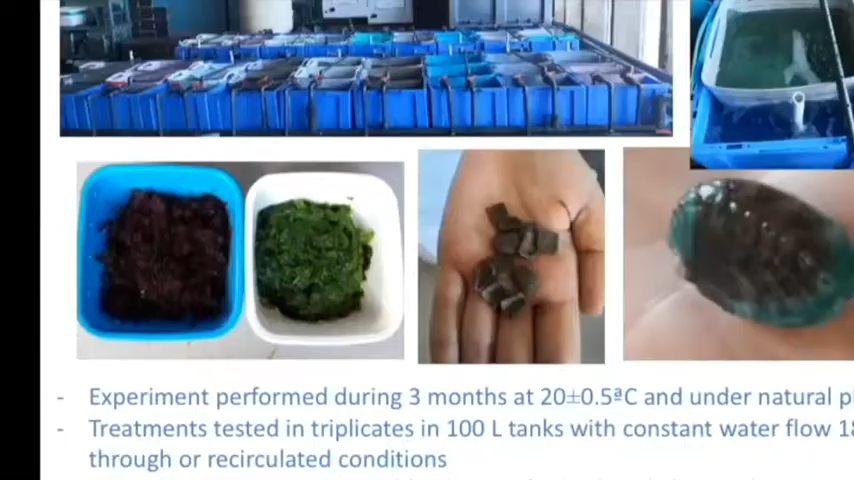 - Experiment performed during 3 months at 20±0.5ªC and under natural
- Treatments tested in triplicates in 100 L tanks with constant water flow
through or recirculated conditions